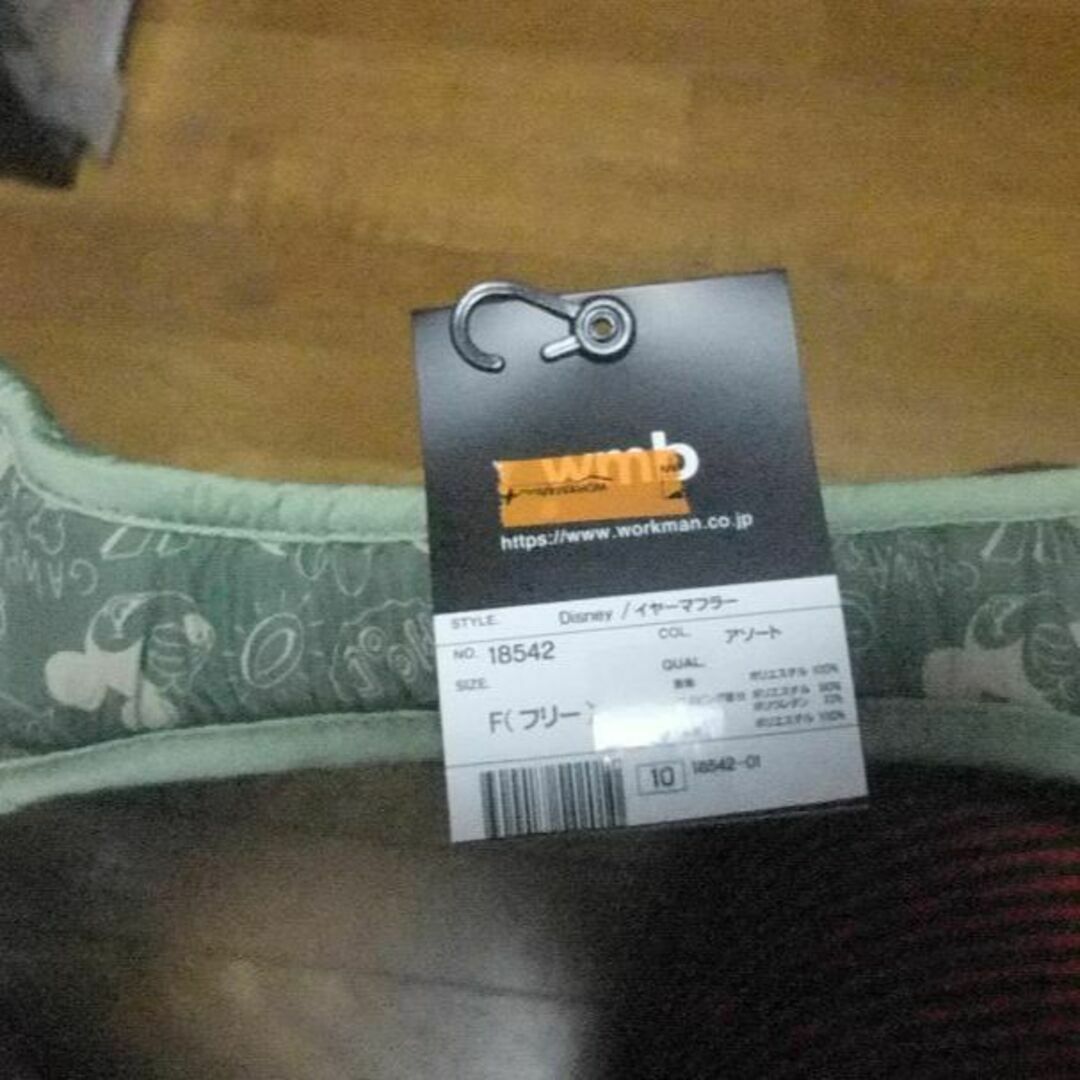 wmb
https://www.workman.co.jp
STYLE. Disney / イヤーマフラー
NO. 18542 COL. アソート
SIZE. QUAL.
F(フリー)
ポリエステル 100%
ポリエステル 90%
ポリウレタン 10%
ポリエステル 100%
10 18542-01